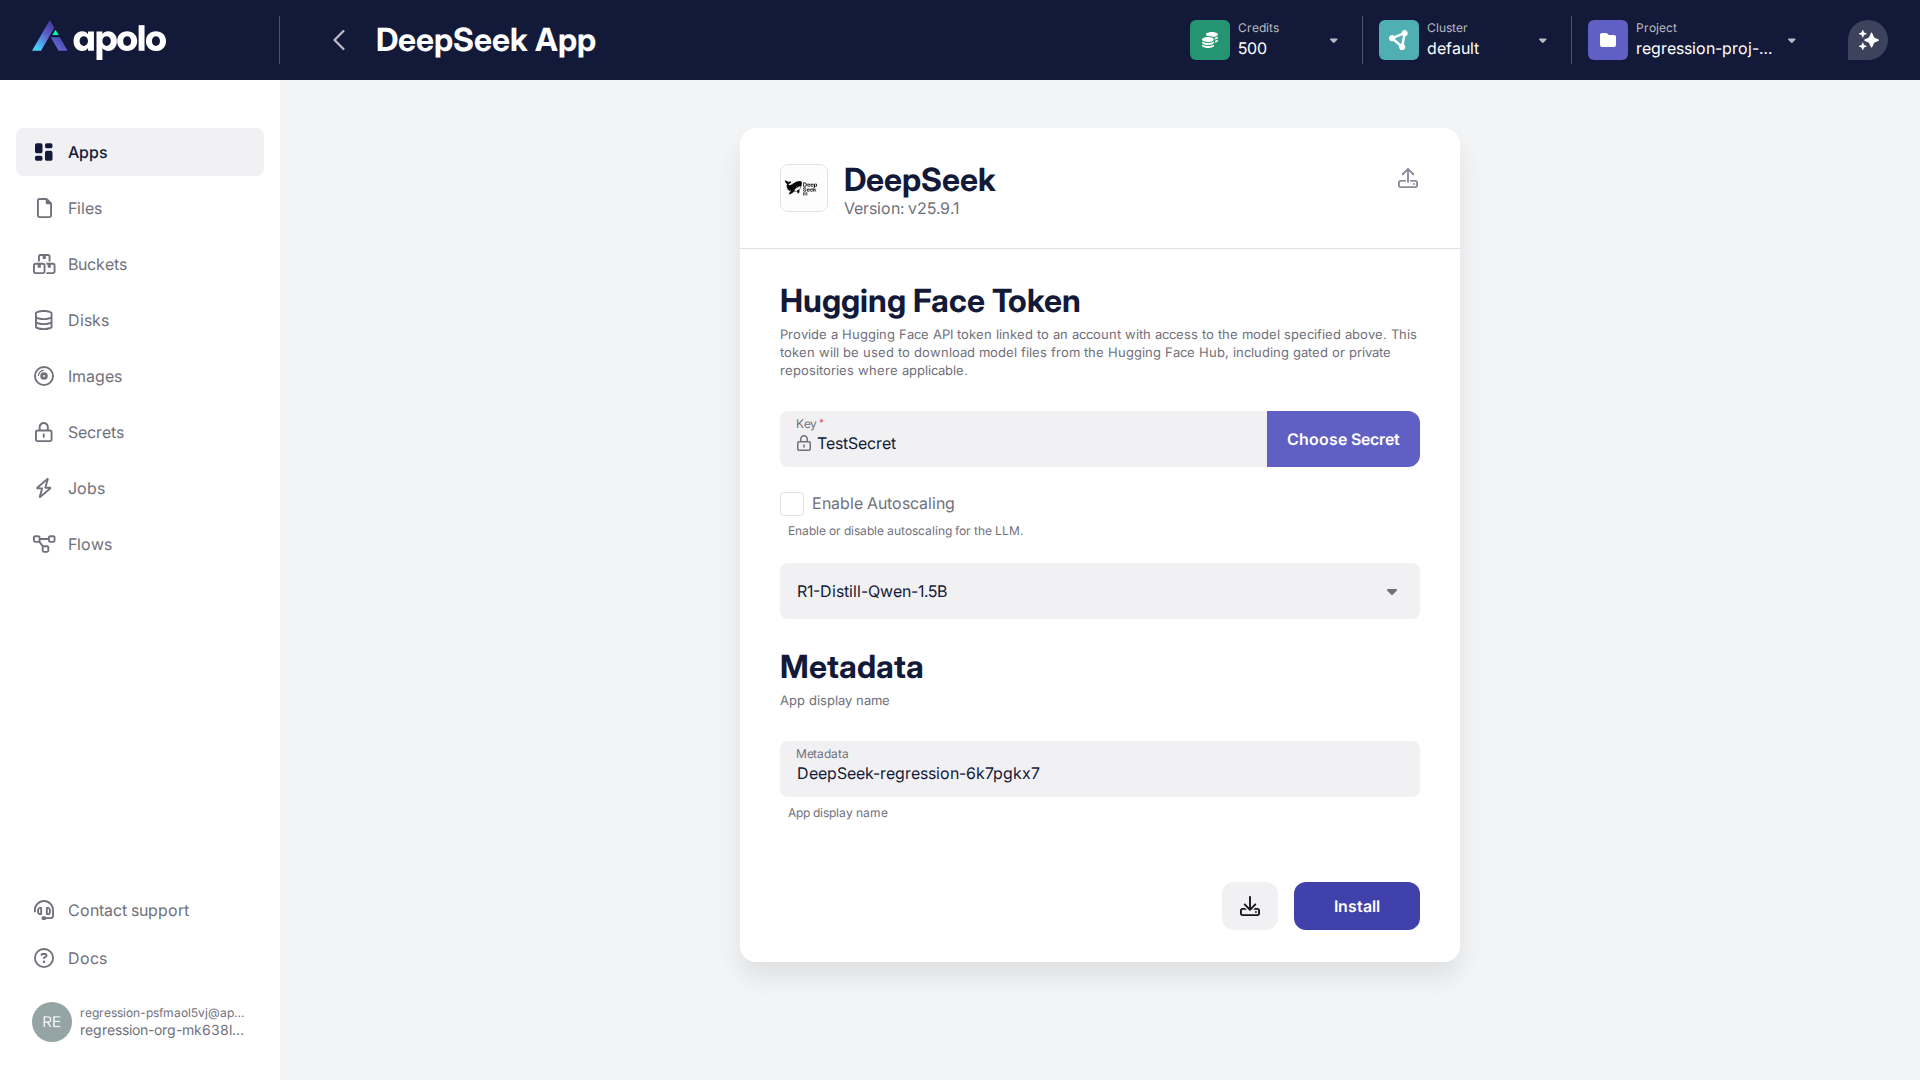 apolo
DeepSeek App
Credits
500
Cluster
default
Project
regression-proj-...
Apps
Files
Buckets
Disks
Images
Secrets
Jobs
Flows
Contact support
Docs
RE
regression-psfmaol5vj@ap...
regression-org-mk638l...
Deep
Seek
DeepSeek
Version: v25.9.1
Hugging Face Token
Provide a Hugging Face API token linked to an account with access to the model specified above. This
token will be used to download model files from the Hugging Face Hub, including gated or private
repositories where applicable.
Key *
TestSecret
Choose Secret
Enable Autoscaling
Enable or disable autoscaling for the LLM.
R1-Distill-Qwen-1.5B
Metadata
App display name
Metadata
DeepSeek-regression-6k7pgkx7
App display name
Install